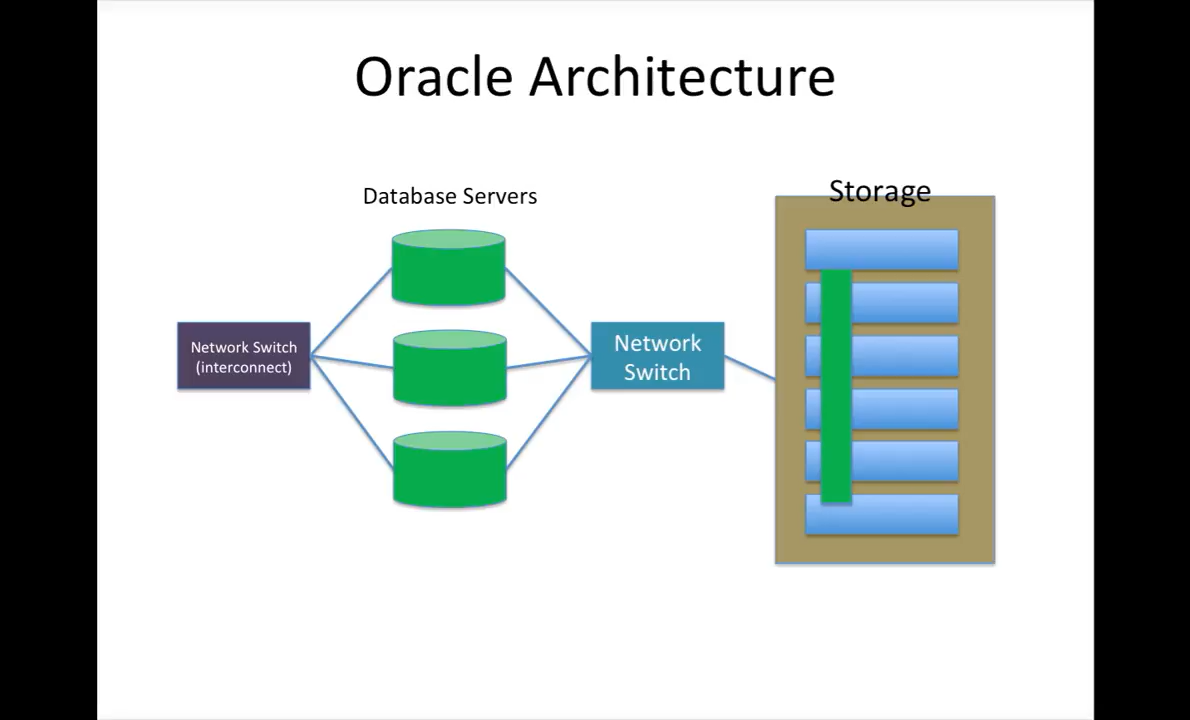 Oracle Architecture
Database Servers
Storage
Network Switch
(interconnect)
Network
Switch